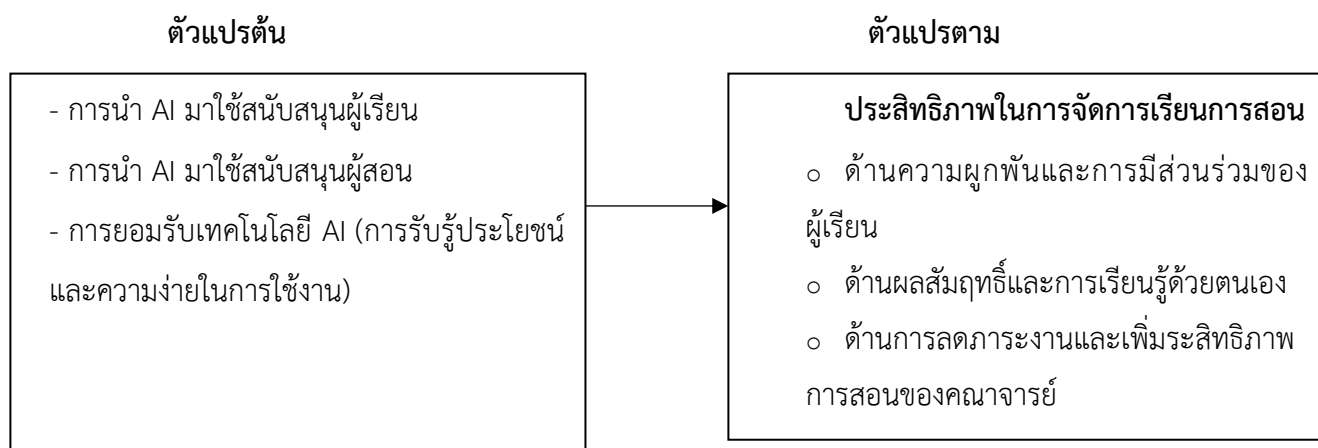 ตัวแปรต้น
- การนำ AI มาใช้สนับสนุนผู้เรียน
- การนำ AI มาใช้สนับสนุนผู้สอน
- การยอมรับเทคโนโลยี AI (การรับรู้ประโยชน์
และความง่ายในการใช้งาน)
ตัวแปรตาม
ประสิทธิภาพในการจัดการเรียนการสอน
o ด้านความผูกพันและการมีส่วนร่วมของ
ผู้เรียน
o ด้านผลสัมฤทธิ์และการเรียนรู้ด้วยตนเอง
o ด้านการลดภาระงานและเพิ่มระสิทธิภาพ
การสอนของคณาจารย์